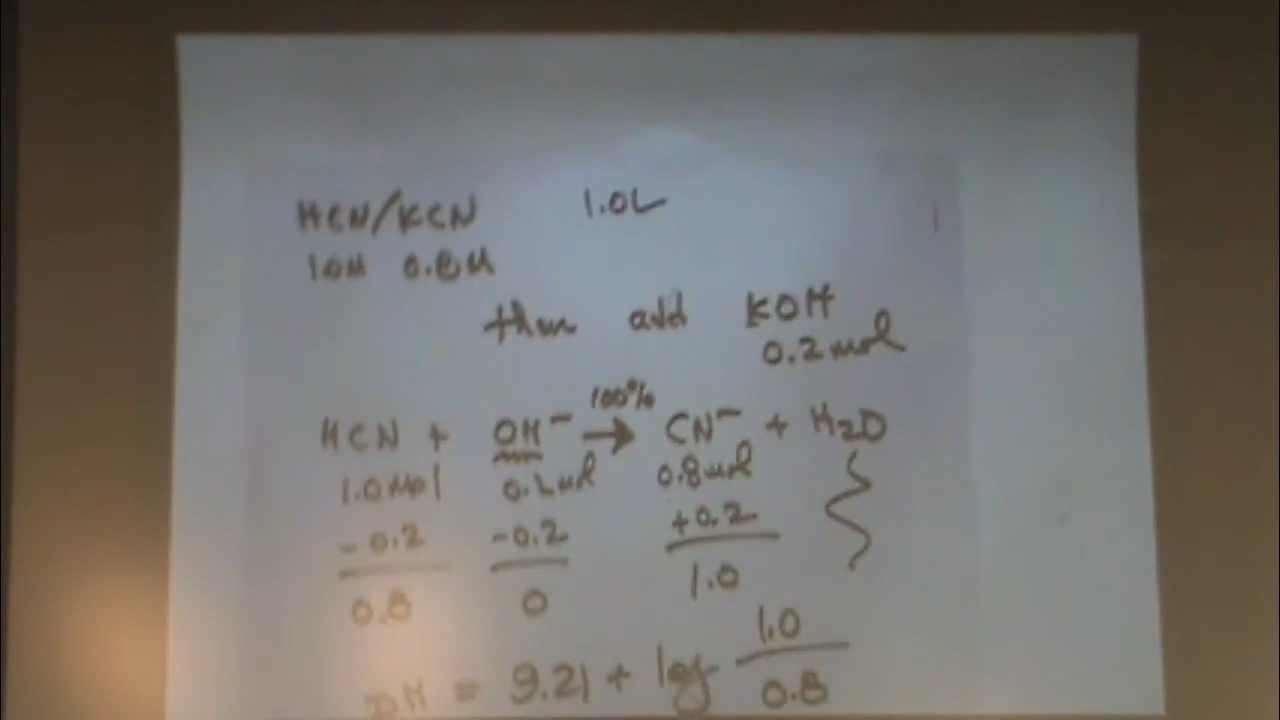 HCN/KCN 1.0L
1.0M 0.8M
then add KOH
0.2 mol
100%
HCN + OH⁻ → CN⁻ + H₂O
1.0 mol 0.2 mol 0.8 mol
-0.2 -0.2 +0.2
0.8 0 1.0
1.0
pH = 9.21 + log
0.8